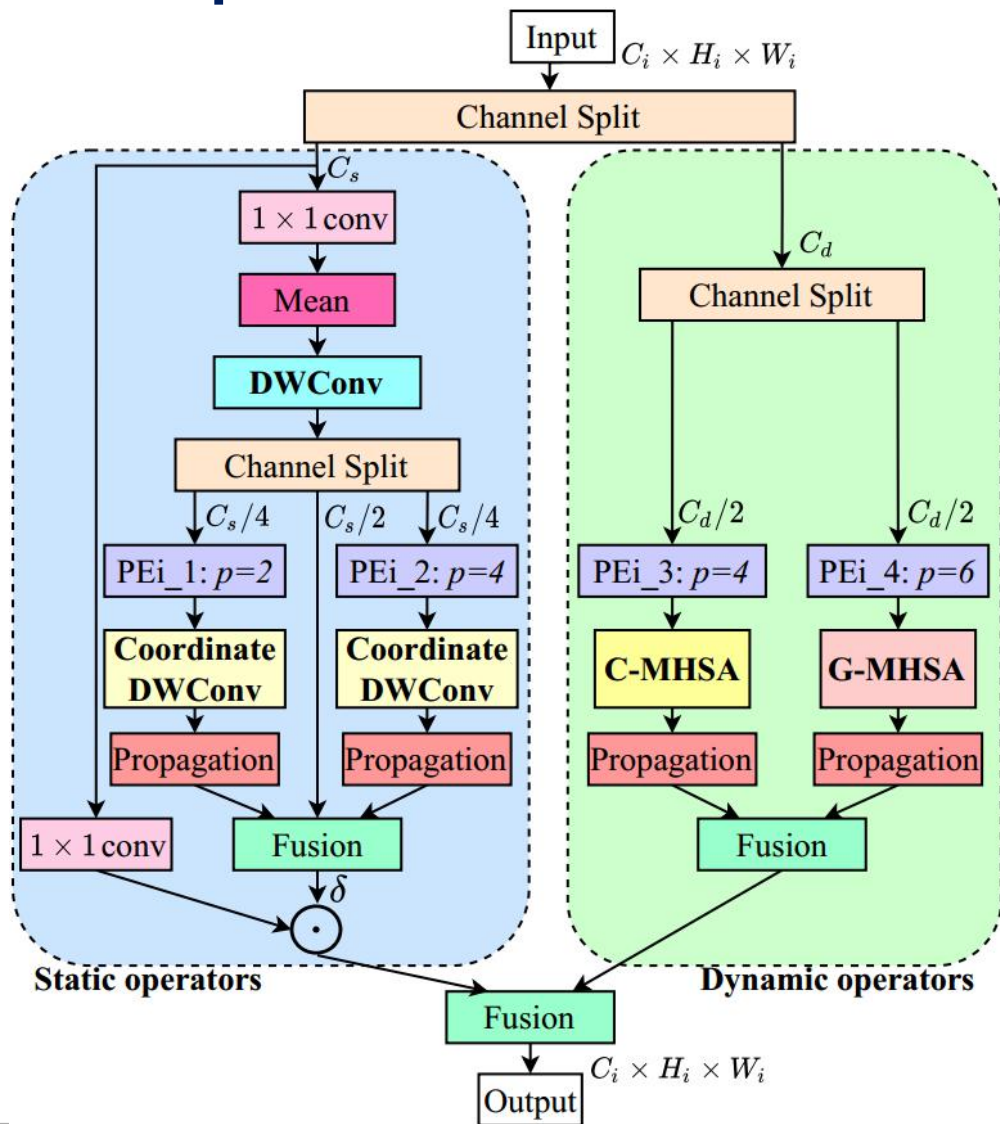 Input
C_i × H_i × W_i
Channel Split
C_s
1 × 1 conv
Mean
DWConv
Channel Split
C_s/4
C_s/2
C_s/4
PEi_1: p=2
PEi_2: p=4
Coordinate
DWConv
Coordinate
DWConv
Propagation
Propagation
1 × 1 conv
Fusion
δ
Static operators
C_d
Channel Split
C_d/2
C_d/2
PEi_3: p=4
PEi_4: p=6
C-MHSA
G-MHSA
Propagation
Propagation
Fusion
Dynamic operators
Fusion
C_i × H_i × W_i
Output